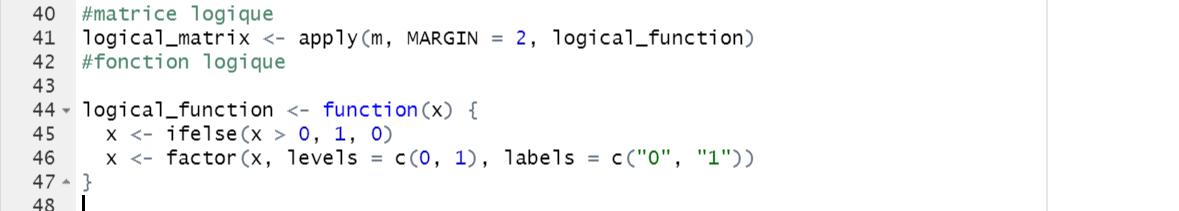 40 #matrice logique
41 logical_matrix <- apply(m, MARGIN = 2, logical_function)
42 #fonction logique
43
44 logical_function <- function(x) {
45   x <- ifelse(x > 0, 1, 0)
46   x <- factor(x, levels = c(0, 1), labels = c("0", "1"))
47 }
48